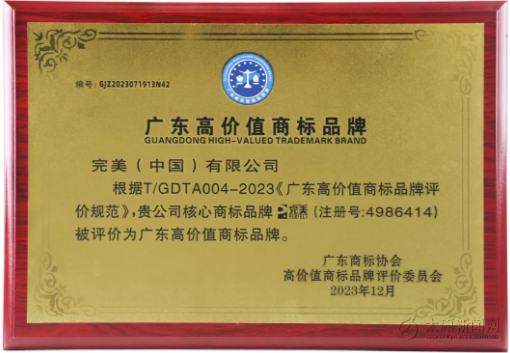 编号：GJZ2023071913N42
广东高价值商标品牌
GUANGDONG HIGH-VALUED TRADEMARK BRAND
完美（中国）有限公司
根据T/GDTA004-2023《广东高价值商标品牌评
价规范》，贵公司核心商标品牌 完美（注册号:4986414）
被评价为广东高价值商标品牌。
广东商标协会
高价值商标品牌评价委员会
2023年12月